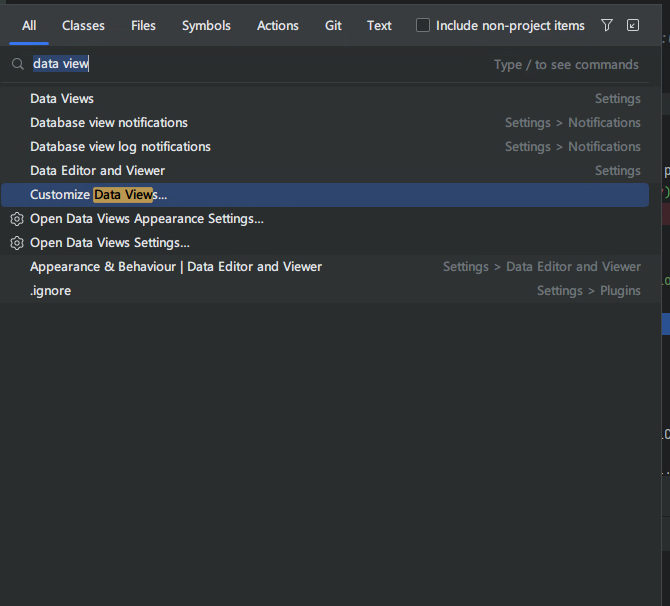 All Classes Files Symbols Actions Git Text Include non-project items
data view Type / to see commands
Data Views Settings
Database view notifications Settings > Notifications
Database view log notifications Settings > Notifications
Data Editor and Viewer Settings
Customize Data Views...
Open Data Views Appearance Settings...
Open Data Views Settings...
Appearance & Behaviour | Data Editor and Viewer Settings > Data Editor and Viewer
.ignore Settings > Plugins